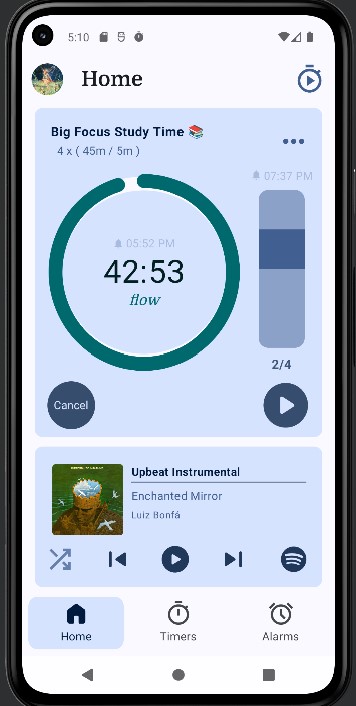 5:10
Home
Big Focus Study Time 📚
4 x ( 45m / 5m )
07:37 PM
05:52 PM
42:53
flow
2/4
Cancel
Upbeat Instrumental
Enchanted Mirror
Luiz Bonfá
Home
Timers
Alarms